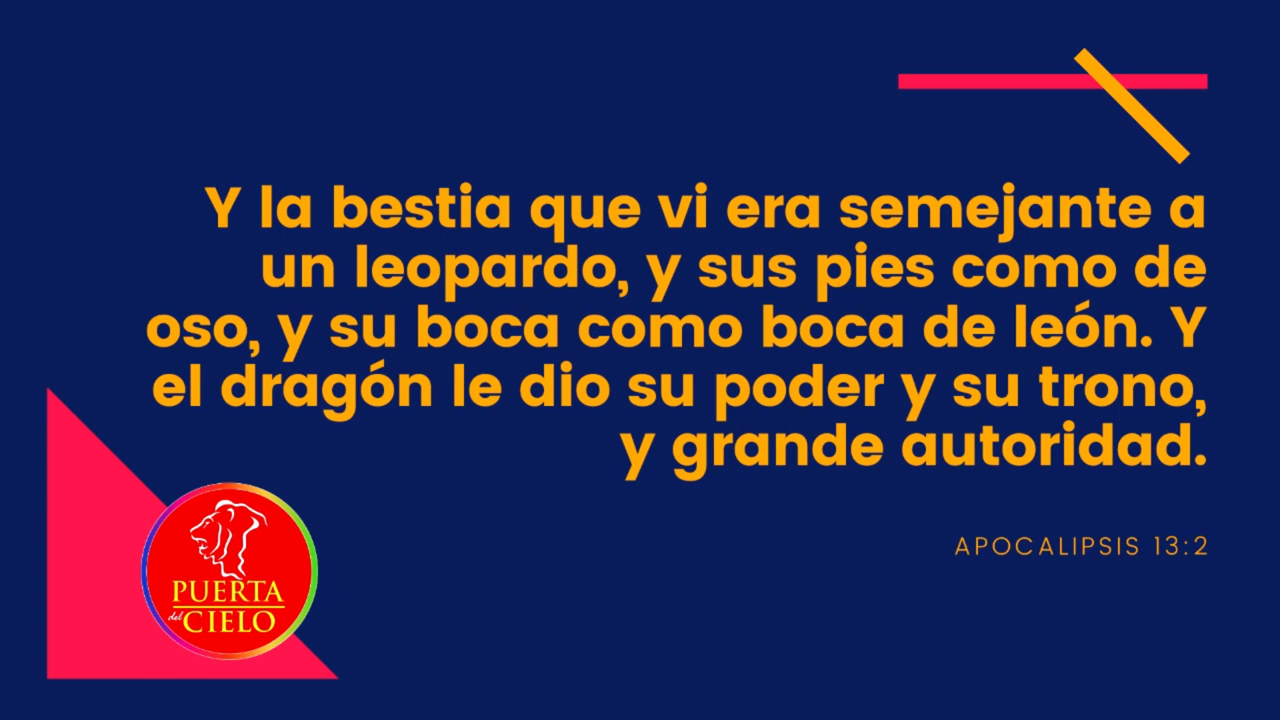 Y la bestia que vi era semejante a
un leopardo, y sus pies como de
oso, y su boca como boca de león. Y
el dragón le dio su poder y su trono,
y grande autoridad.
APOCALIPSIS 13:2
PUERTA
del CIELO